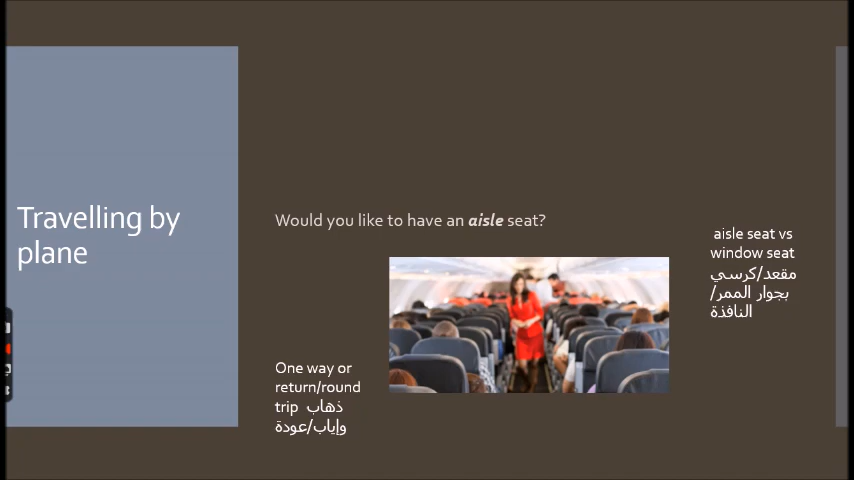 Travelling by
plane
Would you like to have an aisle seat?
aisle seat vs
window seat
مقعد/كرسي
بجوار الممر/
النافذة
One way or
return/round
trip ذهاب
وإياب/عودة